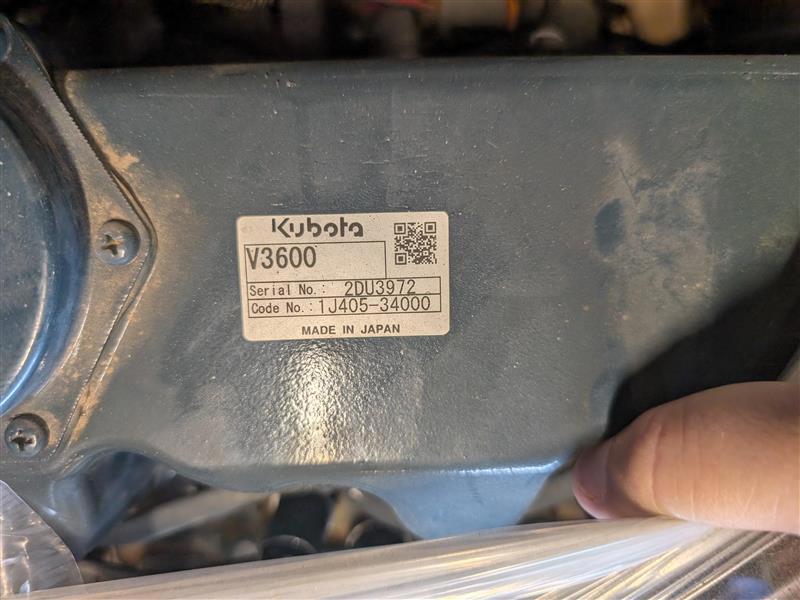 Kubota
V3600
Serial No.: 2DU3972
Code No.: 1J405-34000
MADE IN JAPAN